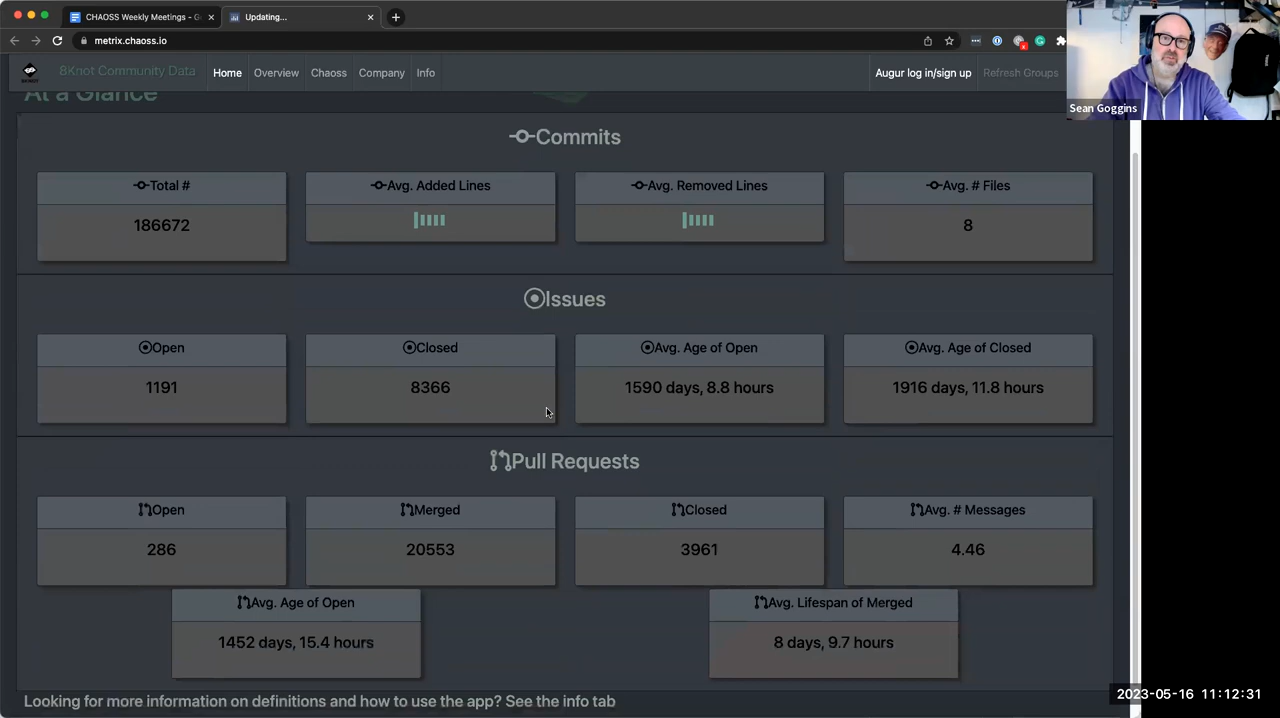 CHAOSS Weekly Meetings - G
Updating...
metrix.chaoss.io
8Knot Community Data
Home
Overview
Chaoss
Company
Info
Augur log in/sign up
Refresh Groups
Sean Goggins
At a Glance
Commits
Total #
Avg. Added Lines
Avg. Removed Lines
Avg. # Files
186672
8
Issues
Open
Closed
Avg. Age of Open
Avg. Age of Closed
1191
8366
1590 days, 8.8 hours
1916 days, 11.8 hours
Pull Requests
Open
Merged
Closed
Avg. # Messages
286
20553
3961
4.46
Avg. Age of Open
Avg. Lifespan of Merged
1452 days, 15.4 hours
8 days, 9.7 hours
Looking for more information on definitions and how to use the app? See the info tab
2023-05-16 11:12:31